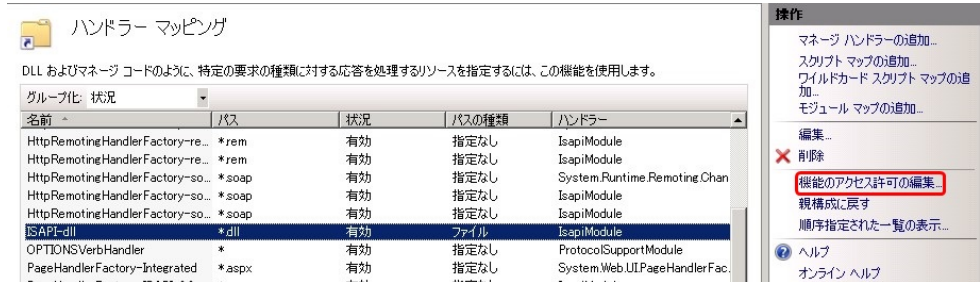 ハンドラー マッピング
DLL およびマネージ コードのように、特定の要求の種類に対する応答を処理するリソースを指定するには、この機能を使用します。
グループ化: 状況
名前 パス 状況 パスの種類 ハンドラー
HttpRemotingHandlerFactory-re... *.rem 有効 指定なし IsapiModule
HttpRemotingHandlerFactory-re... *.rem 有効 指定なし IsapiModule
HttpRemotingHandlerFactory-so... *.soap 有効 指定なし System.Runtime.Remoting.Chan
HttpRemotingHandlerFactory-so... *.soap 有効 指定なし IsapiModule
HttpRemotingHandlerFactory-so... *.soap 有効 指定なし IsapiModule
ISAPI-dll *.dll 有効 ファイル IsapiModule
OPTIONSVerbHandler * 有効 指定なし ProtocolSupportModule
PageHandlerFactory-Integrated *.aspx 有効 指定なし System.Web.UI.PageHandlerFac.
操作
マネージ ハンドラーの追加...
スクリプト マップの追加...
ワイルドカード スクリプト マップの追
加...
モジュール マップの追加...
編集...
削除
機能のアクセス許可の編集...
親構成に戻す
順序指定された一覧の表示...
ヘルプ
オンライン ヘルプ